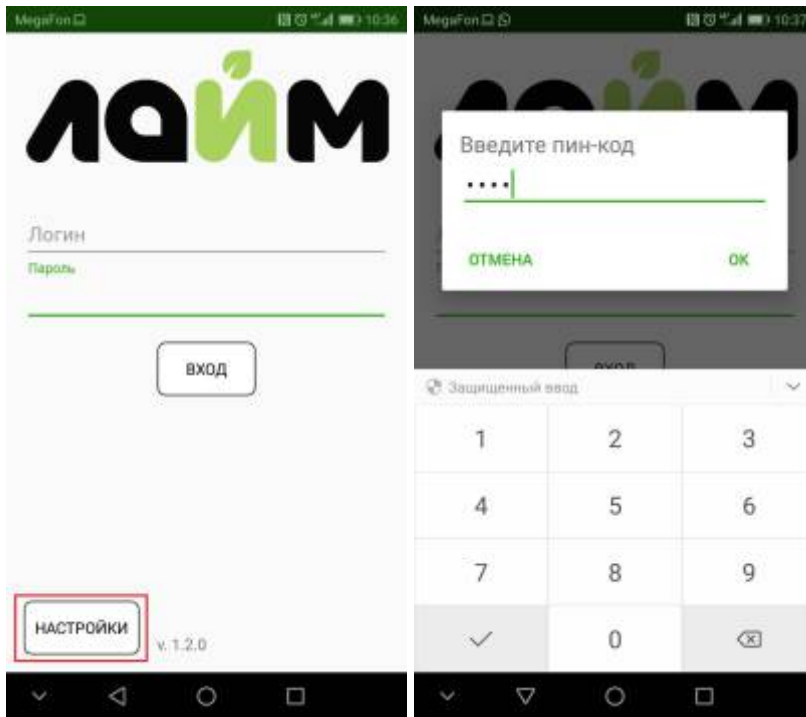 MegaFon 10:36
лайм
Логин
Пароль
ВХОД
НАСТРОЙКИ
v. 1.2.0
MegaFon 10:37
Введите пин-код
••••
ОТМЕНА
ОК
ВХОД
Защищенный ввод
1 2 3
4 5 6
7 8 9
0